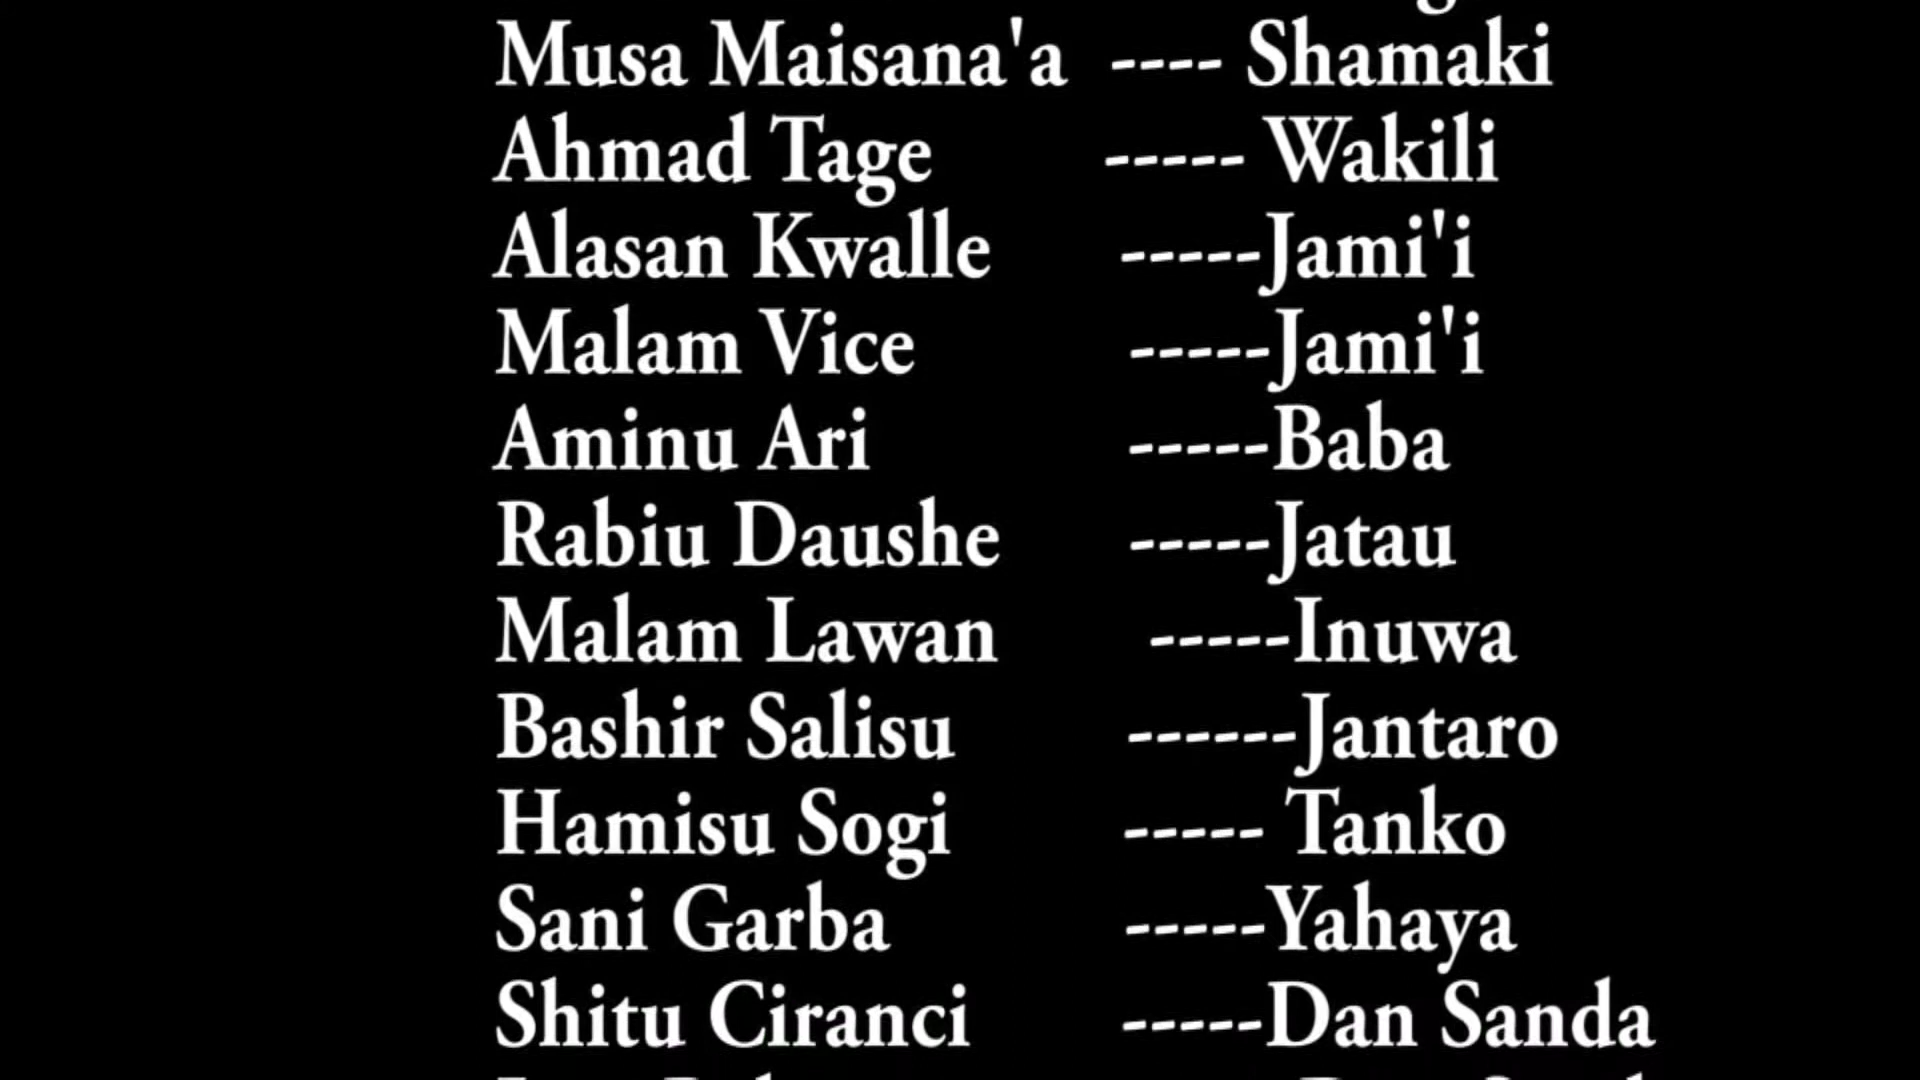 Musa Maisana'a ---- Shamaki
Ahmad Tage ----- Wakili
Alasan Kwalle -----Jami'i
Malam Vice -----Jami'i
Aminu Ari -----Baba
Rabiu Daushe -----Jatau
Malam Lawan -----Inuwa
Bashir Salisu ------Jantaro
Hamisu Sogi ----- Tanko
Sani Garba -----Yahaya
Shitu Ciranci -----Dan Sanda